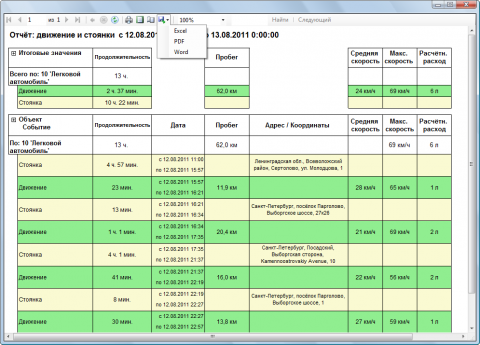 1 из 1 100% Найти | Следующий
Excel
PDF
Word
Отчёт: движение и стоянки с 12.08.2011 0:00:00 13.08.2011 0:00:00
Итоговые значения Продолжительность Пробег Средняя скорость Макс. скорость Расчётн. расход
Всего по: 10 'Легковой автомобиль' 13 ч.
Движение 2 ч. 37 мин. 62,0 км 24 км/ч 69 км/ч 6 л
Стоянка 10 ч. 22 мин.
Объект Событие Продолжительность Дата Пробег Адрес / Координаты Средняя скорость Макс. скорость Расчётн. расход
По: 10 'Легковой автомобиль' 13 ч. 62,0 км 69 км/ч 6 л
Стоянка 4 ч. 57 мин. с 12.08.2011 11:00 по 12.08.2011 15:57 Ленинградская обл., Всеволожский район, Сертолово, ул. Молодцова, 1
Движение 23 мин. с 12.08.2011 15:57 по 12.08.2011 16:21 11,9 км 28 км/ч 65 км/ч 1 л
Стоянка 13 мин. с 12.08.2011 16:21 по 12.08.2011 16:34 Санкт-Петербург, посёлок Парголово, Выборгское шоссе, 27к26
Движение 1 ч. 1 мин. с 12.08.2011 16:34 по 12.08.2011 17:35 20,4 км 21 км/ч 69 км/ч 2 л
Стоянка 4 ч. 1 мин. с 12.08.2011 17:35 по 12.08.2011 21:37 Санкт-Петербург, Посадский, Выборгская сторона, Kamennoostrovskiy Avenue, 10
Движение 41 мин. с 12.08.2011 21:37 по 12.08.2011 22:19 16,0 км 22 км/ч 55 км/ч 2 л
Стоянка 8 мин. с 12.08.2011 22:19 по 12.08.2011 22:27 Санкт-Петербург, посёлок Парголово, Выборгское шоссе, 1
Движение 30 мин. с 12.08.2011 22:27 по 12.08.2011 22:57 13,8 км 27 км/ч 59 км/ч 1 л